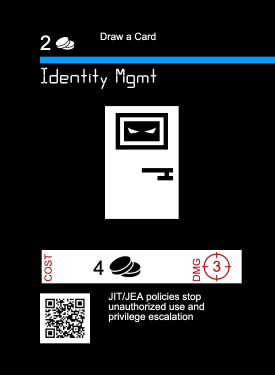 2
Draw a Card
Identity Mgmt
COST
4
DMG
3
JIT/JEA policies stop
unauthorized use and
privilege escalation